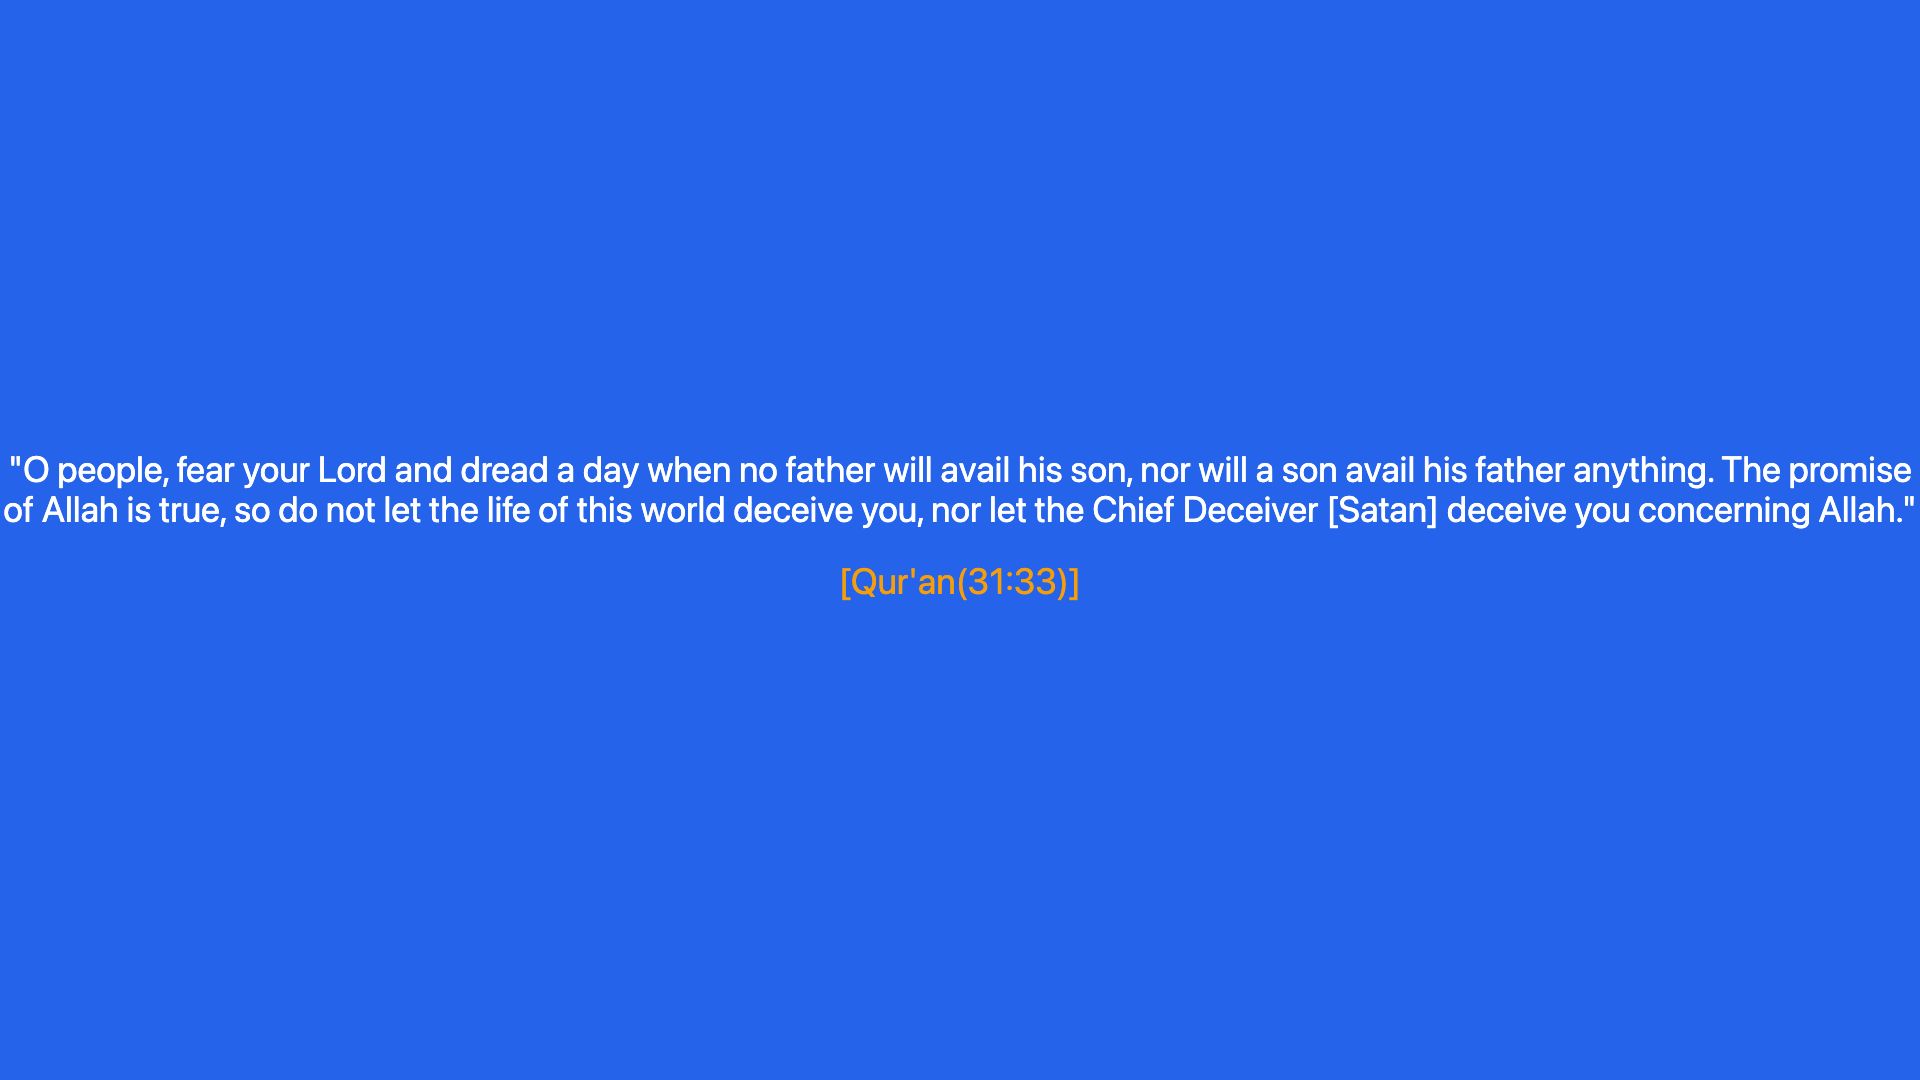 "O people, fear your Lord and dread a day when no father will avail his son, nor will a son avail his father anything. The promise
of Allah is true, so do not let the life of this world deceive you, nor let the Chief Deceiver [Satan] deceive you concerning Allah."
[Qur'an(31:33)]